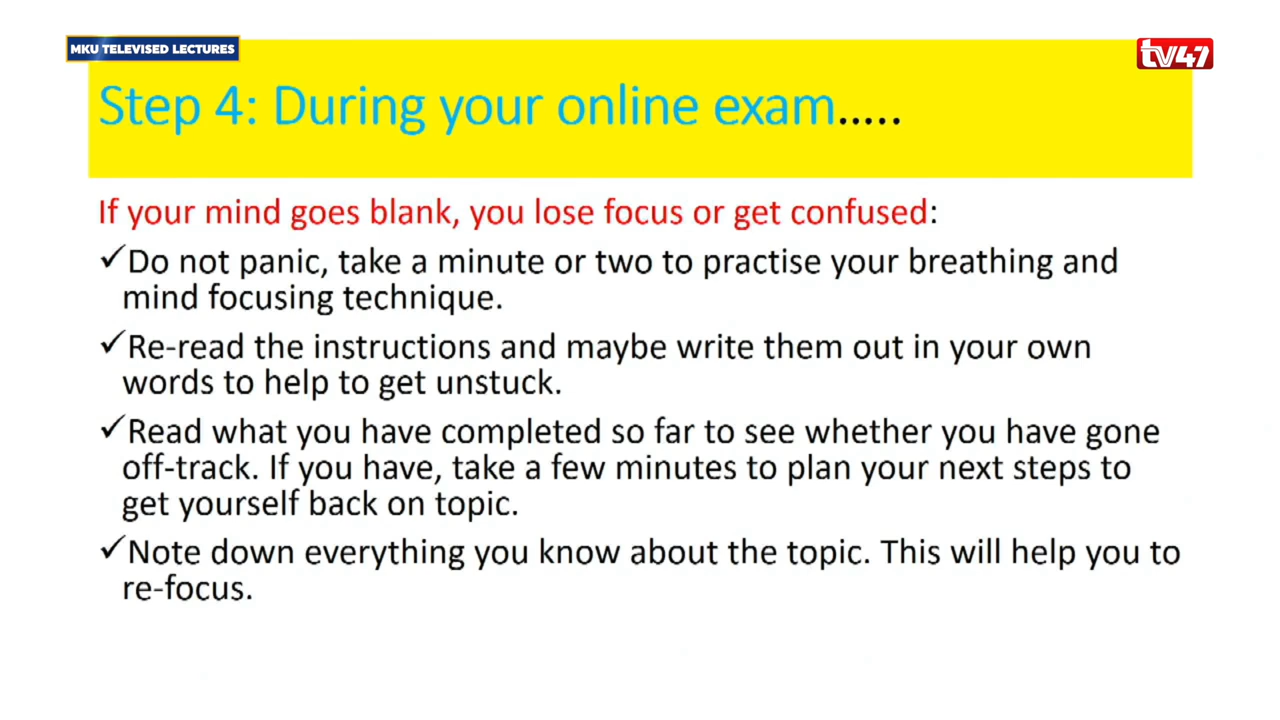 MKU TELEVISED LECTURES
tv47
Step 4: During your online exam.....
If your mind goes blank, you lose focus or get confused:
✓Do not panic, take a minute or two to practise your breathing and
mind focusing technique.
✓Re-read the instructions and maybe write them out in your own
words to help to get unstuck.
✓Read what you have completed so far to see whether you have gone
off-track. If you have, take a few minutes to plan your next steps to
get yourself back on topic.
✓Note down everything you know about the topic. This will help you to
re-focus.